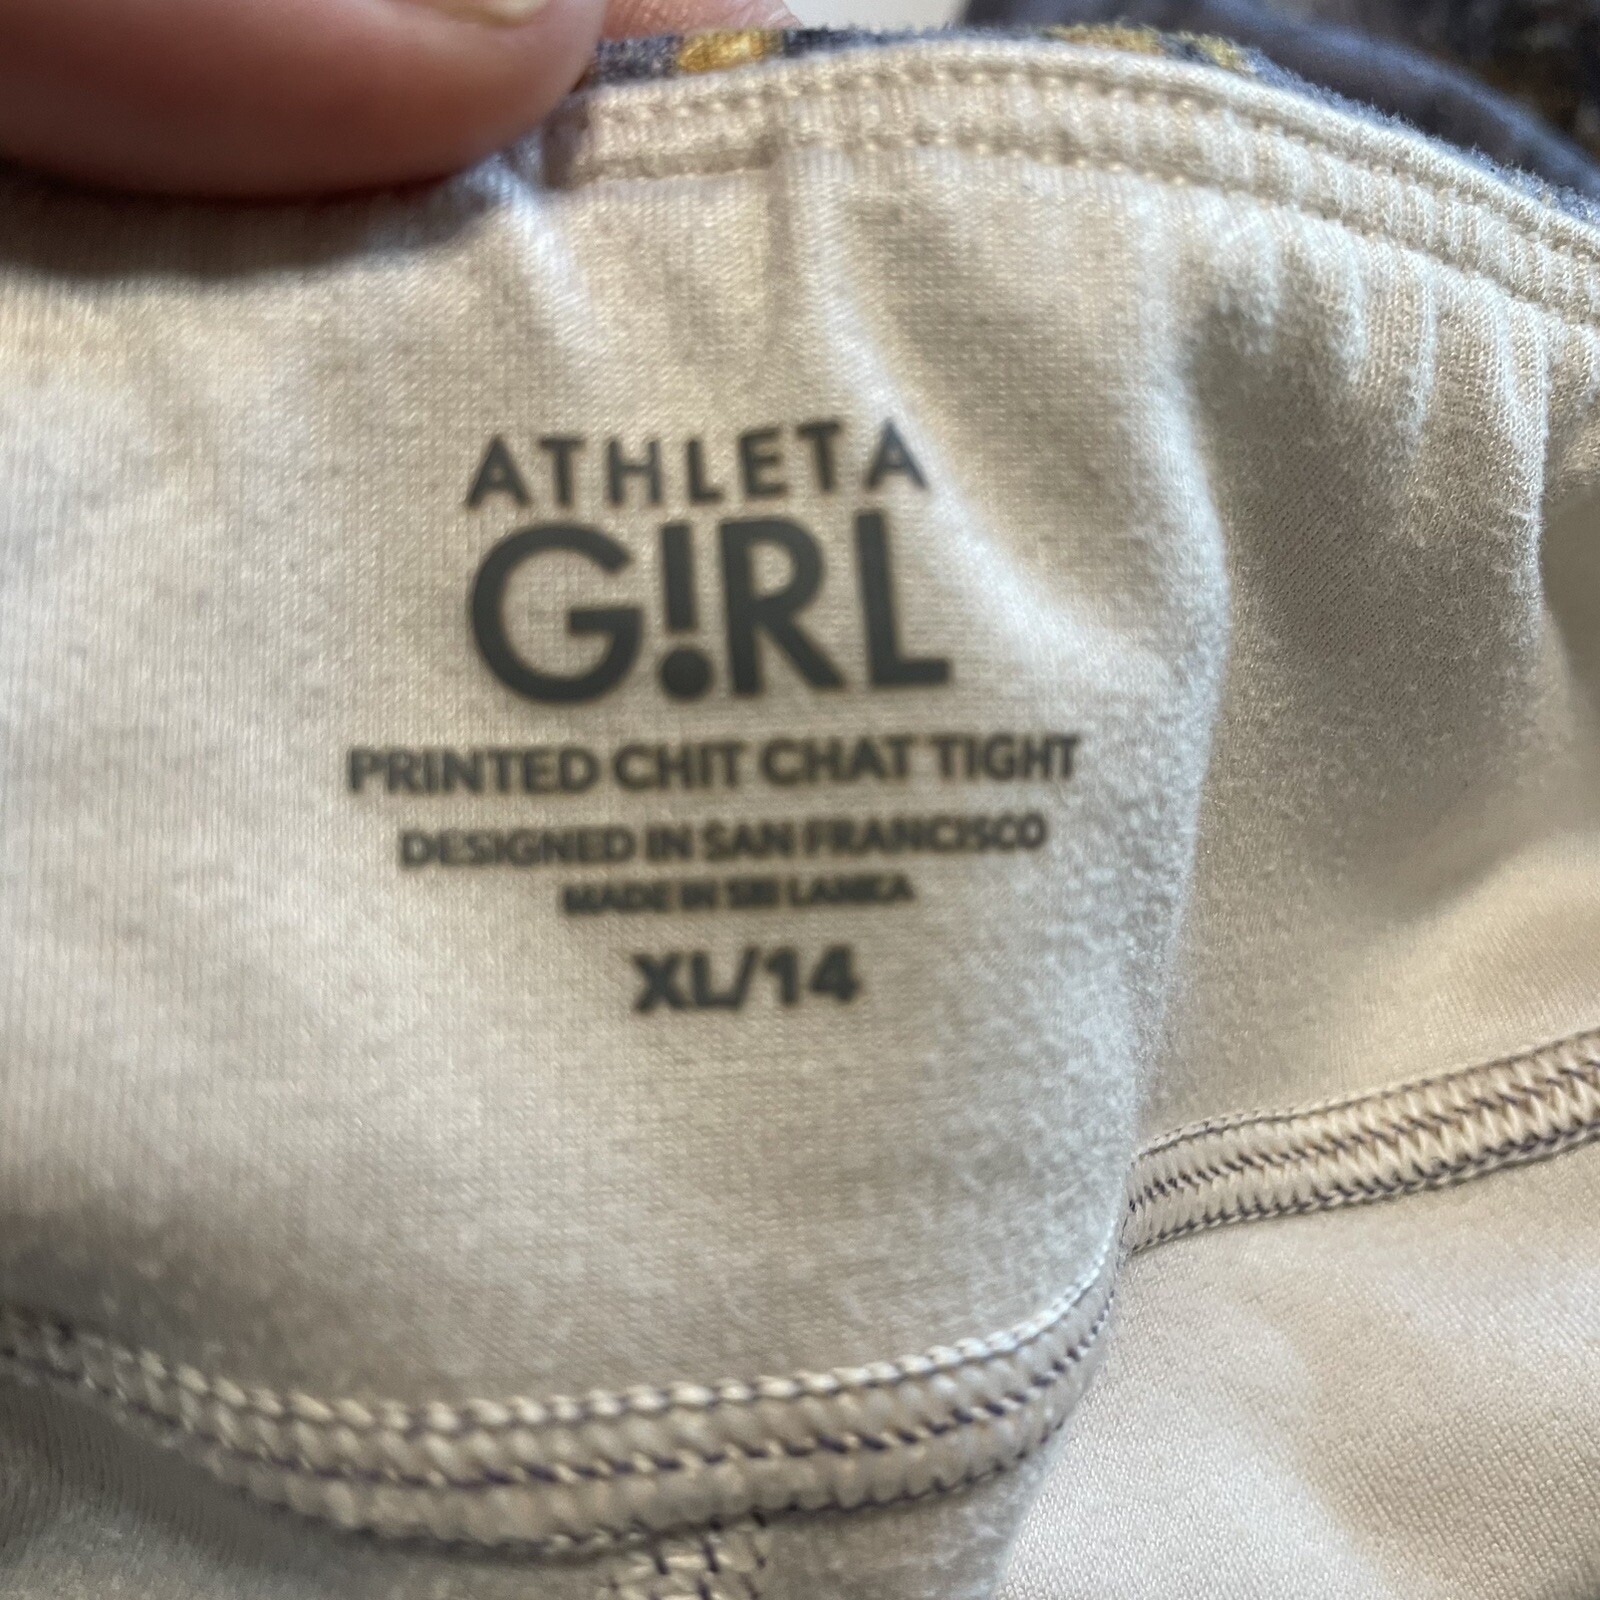 ATHLETA
G!RL
PRINTED CHIT CHAT TIGHT
DESIGNED IN SAN FRANCISCO
MADE IN SRI LANKA
XL/14